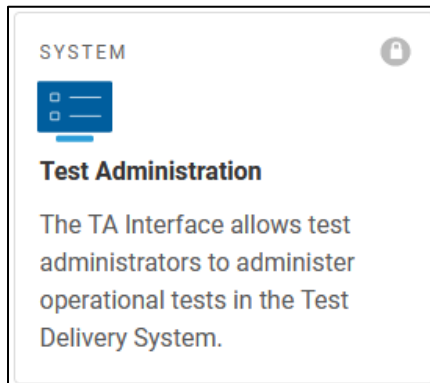 SYSTEM
Test Administration
The TA Interface allows test
administrators to administer
operational tests in the Test
Delivery System.